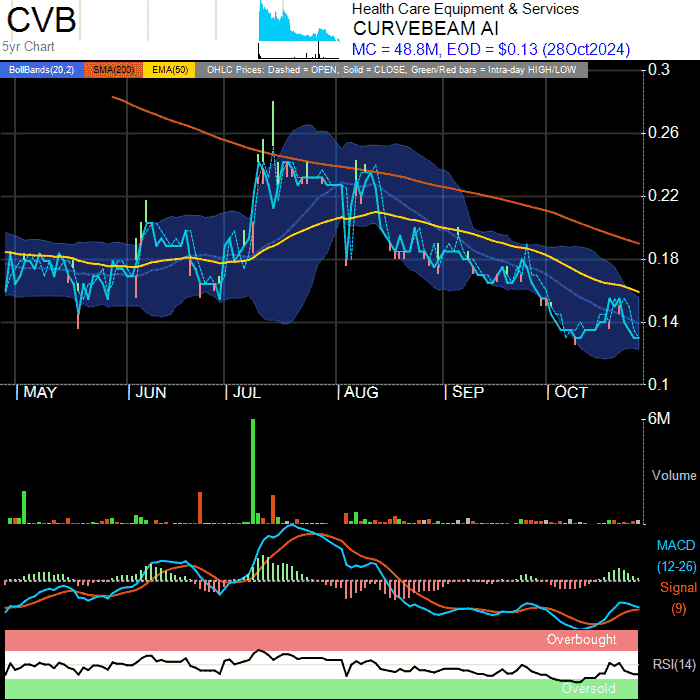 CVB
5yr Chart
Health Care Equipment & Services
CURVEBEAM AI
MC = 48.8M, EOD = $0.13 (28Oct2024)
BollBands(20,2) SMA(200) EMA(50) OHLC Prices: Dashed = OPEN, Solid = CLOSE, Green/Red bars = Intra-day HIGH/LOW
0.3
0.26
0.22
0.18
0.14
0.1
MAY JUN JUL AUG SEP OCT
6M
Volume
MACD
(12-26)
Signal
(9)
Overbought
RSI(14)
Oversold